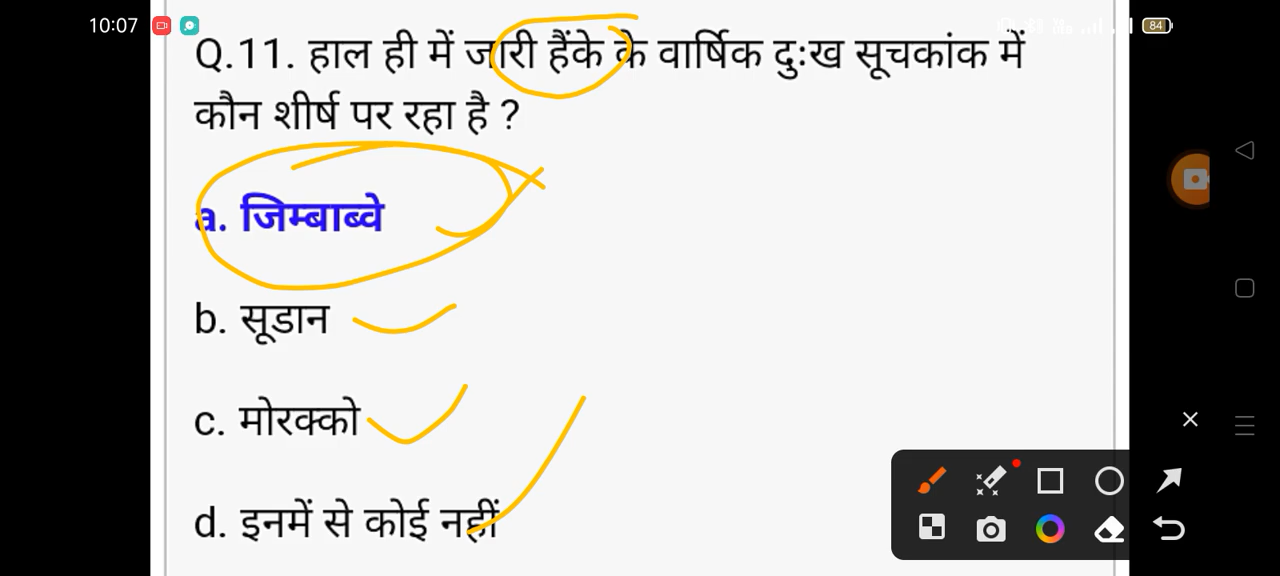 10:07
84
Q.11. हाल ही में जारी हैंके के वार्षिक दुःख सूचकांक में
कौन शीर्ष पर रहा है ?
a. जिम्बाब्वे
b. सूडान
c. मोरक्को
d. इनमें से कोई नहीं